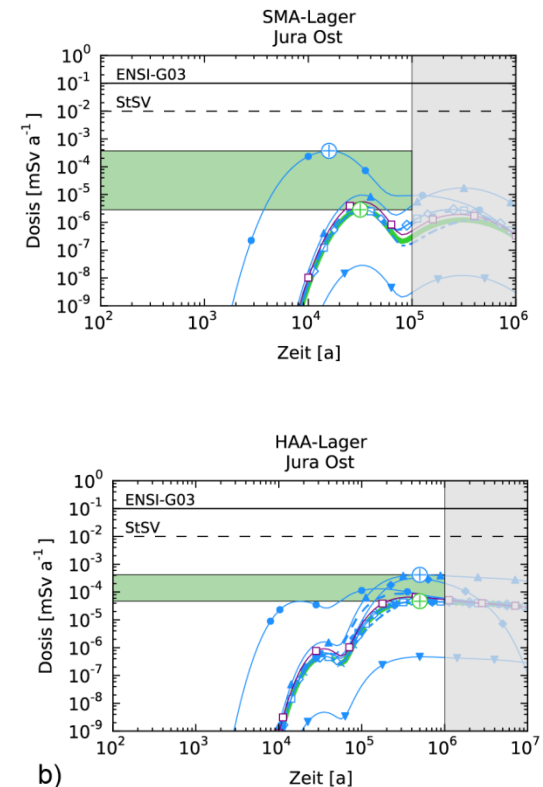 SMA-Lager
Jura Ost
10⁰
10⁻¹
10⁻²
10⁻³
10⁻⁴
10⁻⁵
10⁻⁶
10⁻⁷
10⁻⁸
10⁻⁹
Dosis [mSv a⁻¹]
ENSI-G03
StSV
10² 10³ 10⁴ 10⁵ 10⁶
Zeit [a]
HAA-Lager
Jura Ost
10⁰
10⁻¹
10⁻²
10⁻³
10⁻⁴
10⁻⁵
10⁻⁶
10⁻⁷
10⁻⁸
10⁻⁹
Dosis [mSv a⁻¹]
ENSI-G03
StSV
10² 10³ 10⁴ 10⁵ 10⁶ 10⁷
Zeit [a]
b)